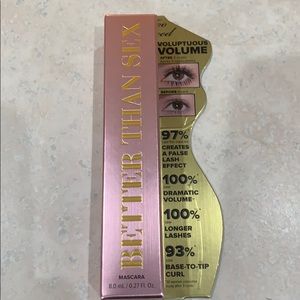 BETTER THAN SEX
MASCARA
8.0 mL / 0.27 Fl. Oz.
VOLUPTUOUS
VOLUME
AFTER
BEFORE
97%
CREATES
A FALSE
LASH
EFFECT
100%
DRAMATIC
VOLUME
100%
LONGER
LASHES
93%
BASE-TO-TIP
CURL